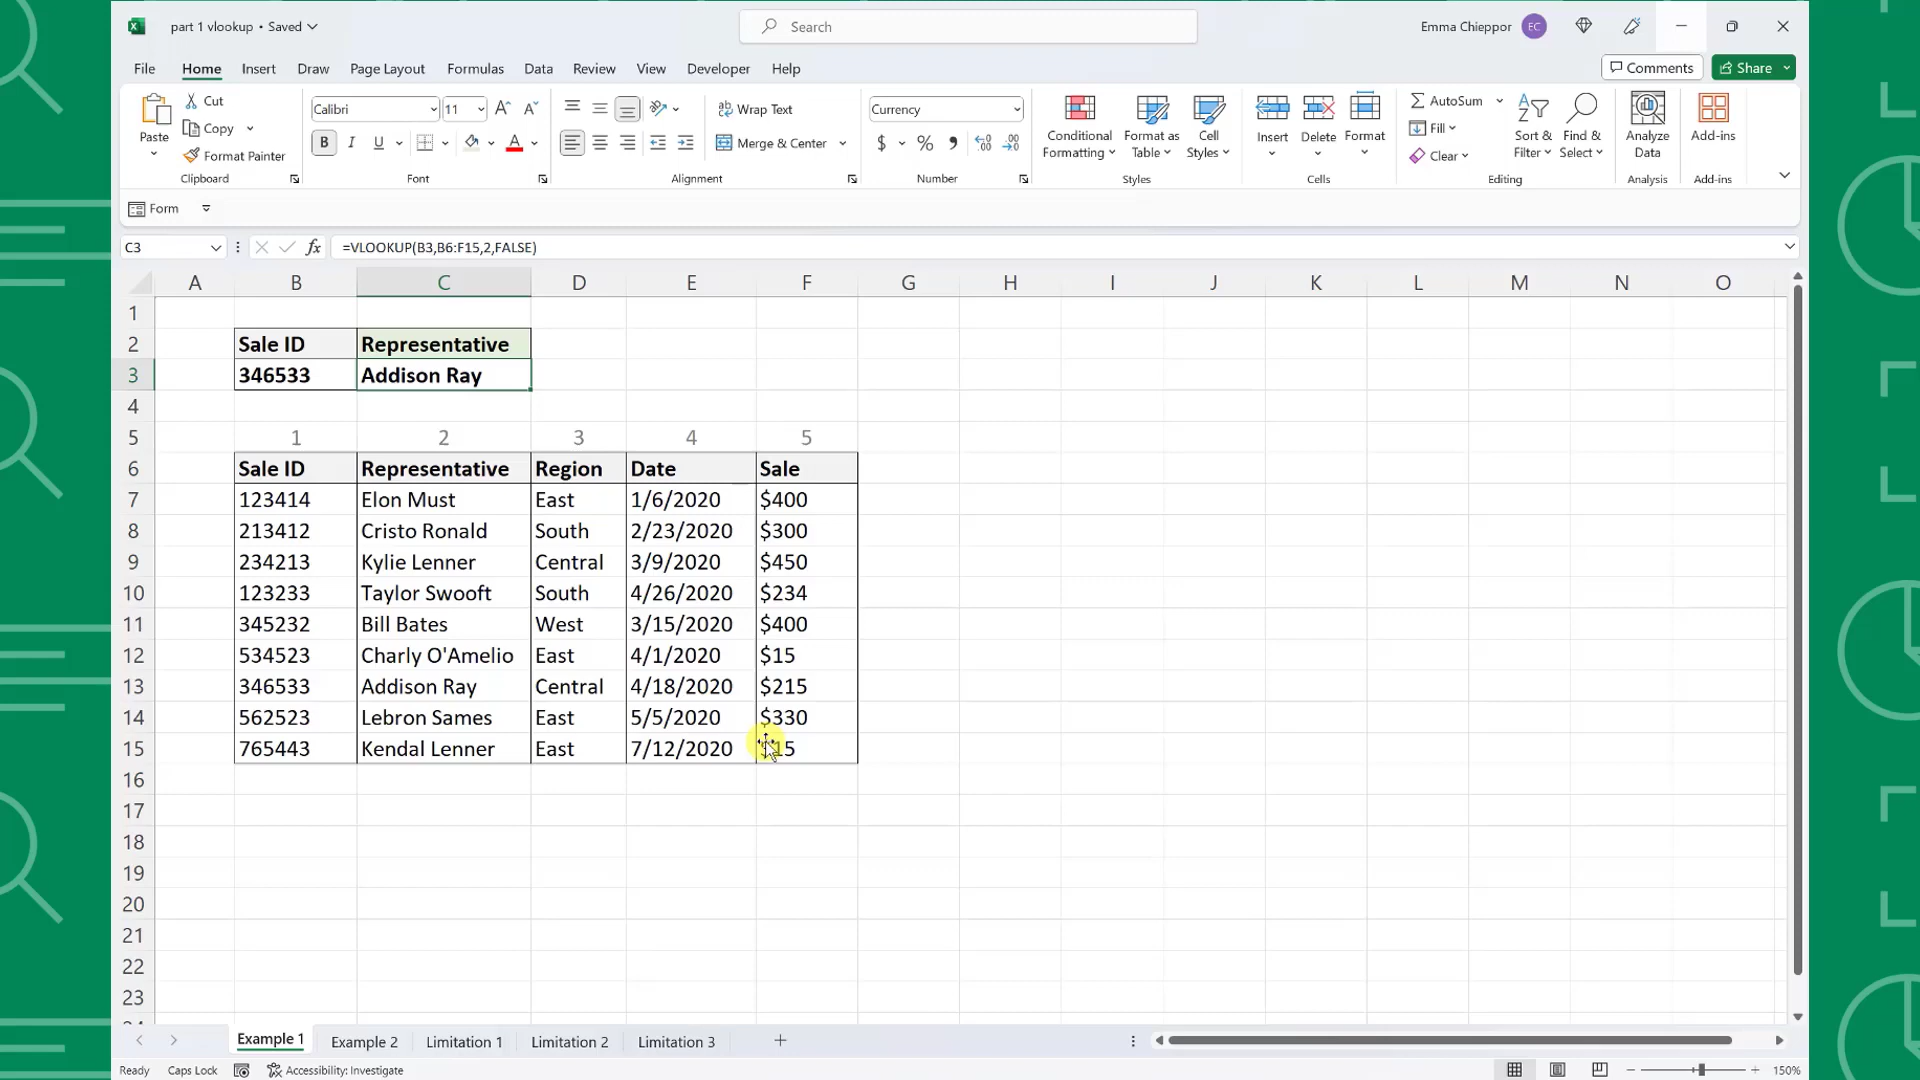 part 1 vlookup • Saved
Search
Emma Chieppor EC
File Home Insert Draw Page Layout Formulas Data Review View Developer Help
Comments Share
Paste
Cut
Copy
Format Painter
Clipboard
Calibri 11
B I U
Font
Wrap Text
Merge & Center
Alignment
Currency
$ % 9
Number
Conditional Formatting
Format as Table
Cell Styles
Styles
Insert Delete Format
Cells
AutoSum
Fill
Clear
Sort & Filter
Find & Select
Editing
Analyze Data
Analysis
Add-ins
Add-ins
Form
C3 fx =VLOOKUP(B3,B6:F15,2,FALSE)
A B C D E F G H I J K L M N O
1
2 Sale ID Representative
3 346533 Addison Ray
4
5 1 2 3 4 5
6 Sale ID Representative Region Date Sale
7 123414 Elon Must East 1/6/2020 $400
8 213412 Cristo Ronald South 2/23/2020 $300
9 234213 Kylie Lenner Central 3/9/2020 $450
10 123233 Taylor Swooft South 4/26/2020 $234
11 345232 Bill Bates West 3/15/2020 $400
12 534523 Charly O'Amelio East 4/1/2020 $15
13 346533 Addison Ray Central 4/18/2020 $215
14 562523 Lebron Sames East 5/5/2020 $330
15 765443 Kendal Lenner East 7/12/2020 $15
16
17
18
19
20
21
22
23
Example 1 Example 2 Limitation 1 Limitation 2 Limitation 3
Ready Caps Lock Accessibility: Investigate 150%